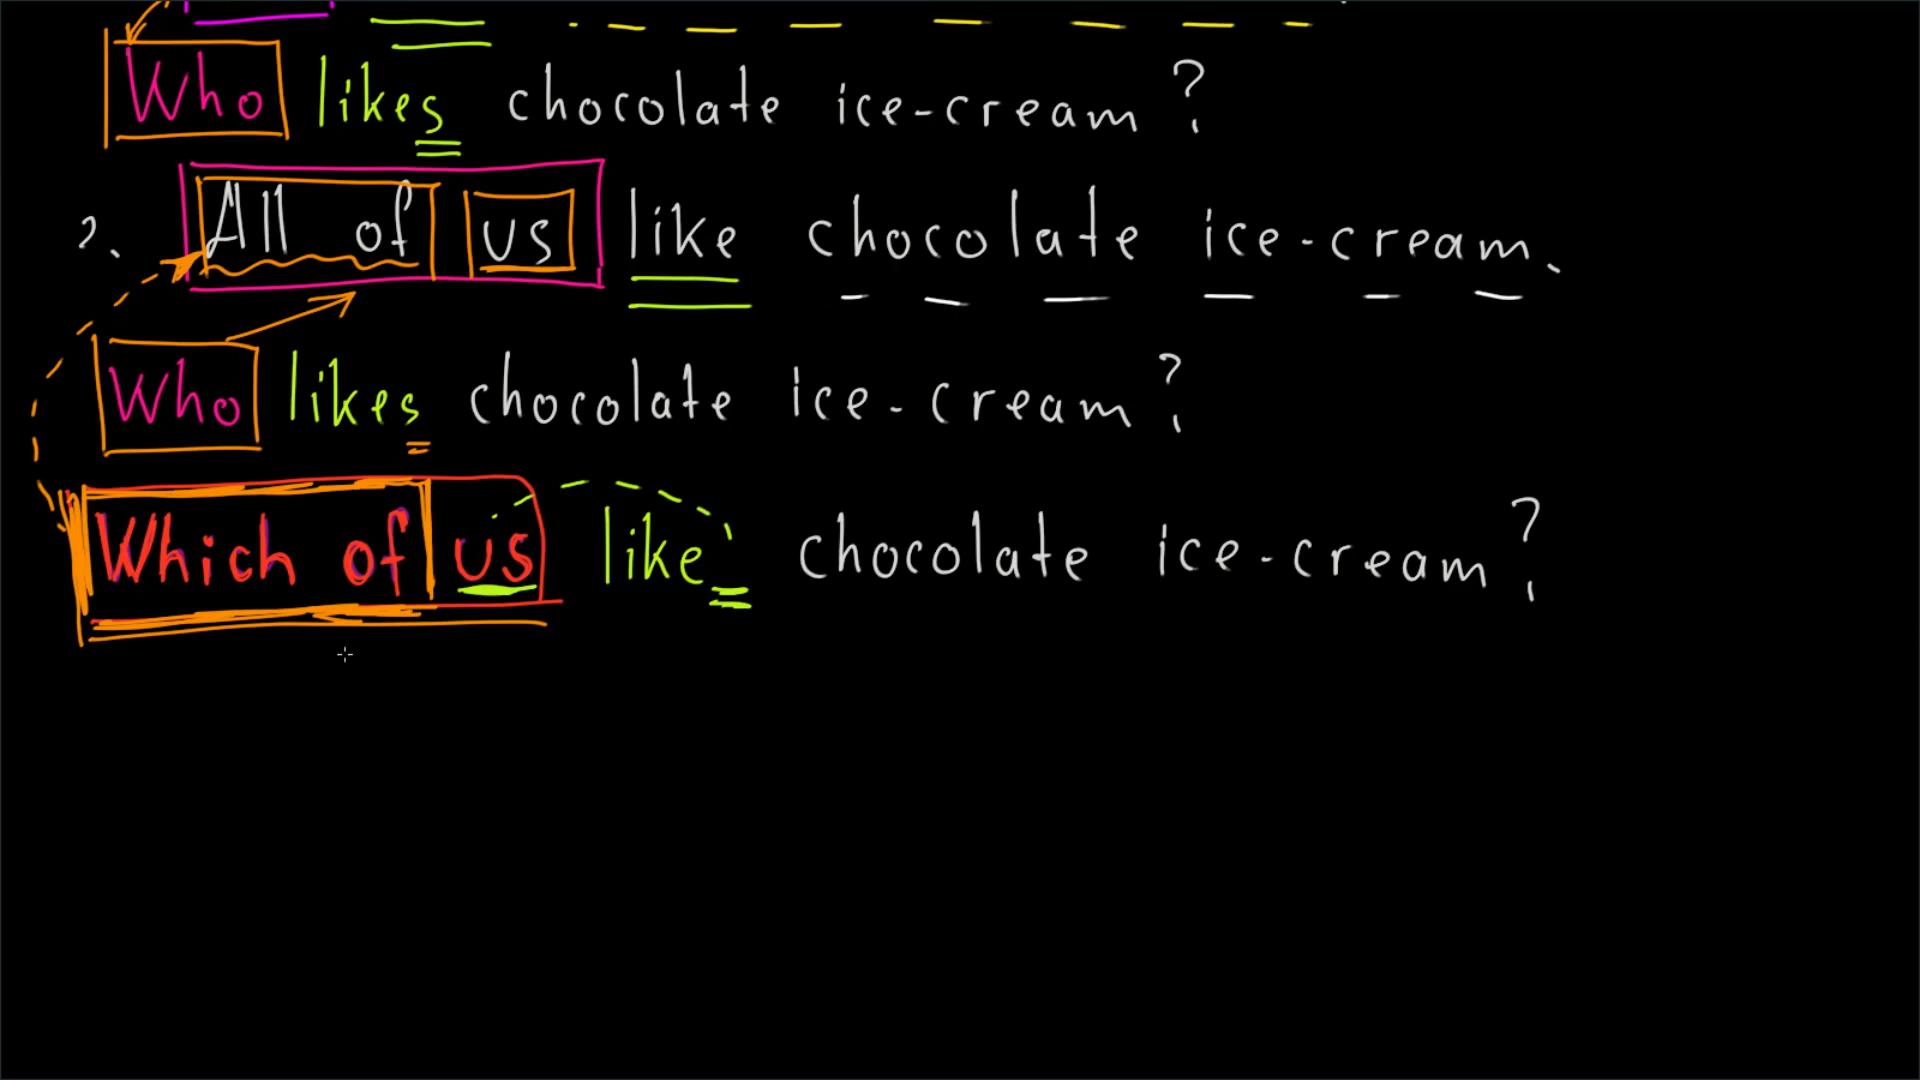 Who likes chocolate ice-cream?
2. All of us like chocolate ice-cream.
Who likes chocolate ice-cream?
Which of us like chocolate ice-cream?